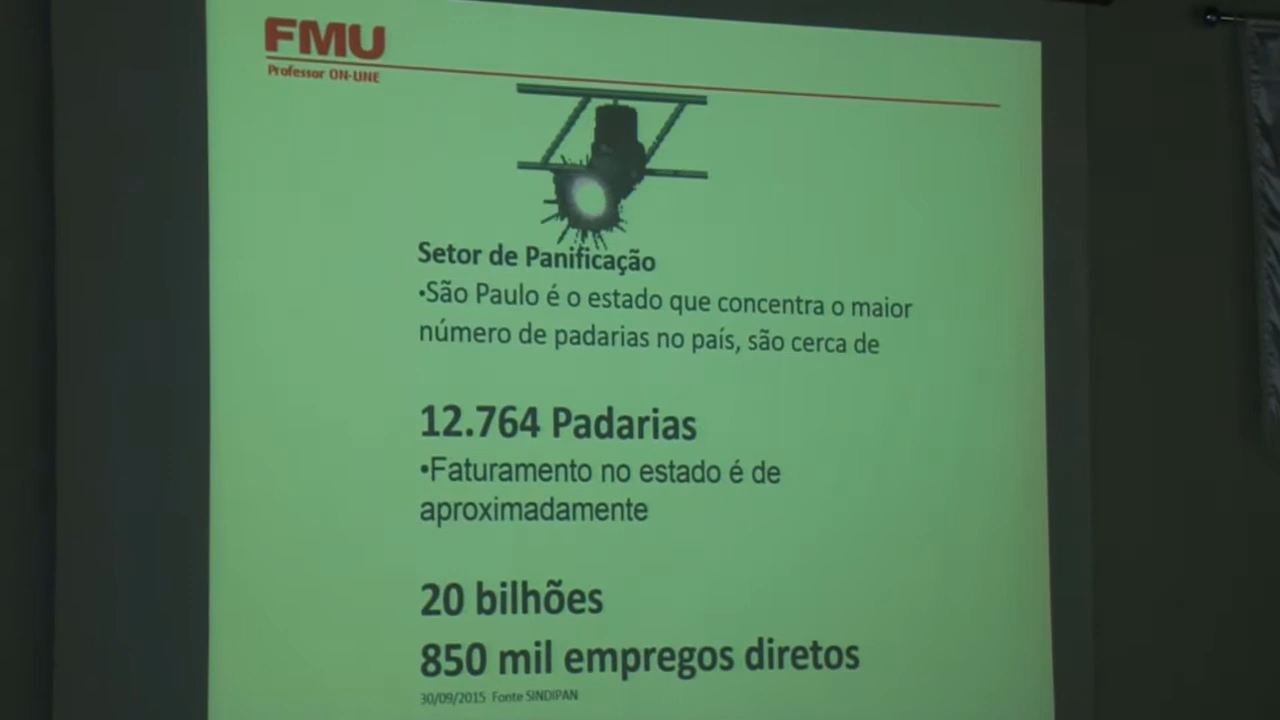 FMU
Professor ON-LINE
Setor de Panificação
•São Paulo é o estado que concentra o maior
número de padarias no país, são cerca de
12.764 Padarias
•Faturamento no estado é de
aproximadamente
20 bilhões
850 mil empregos diretos
30/09/2015 Fonte SINDIPAN